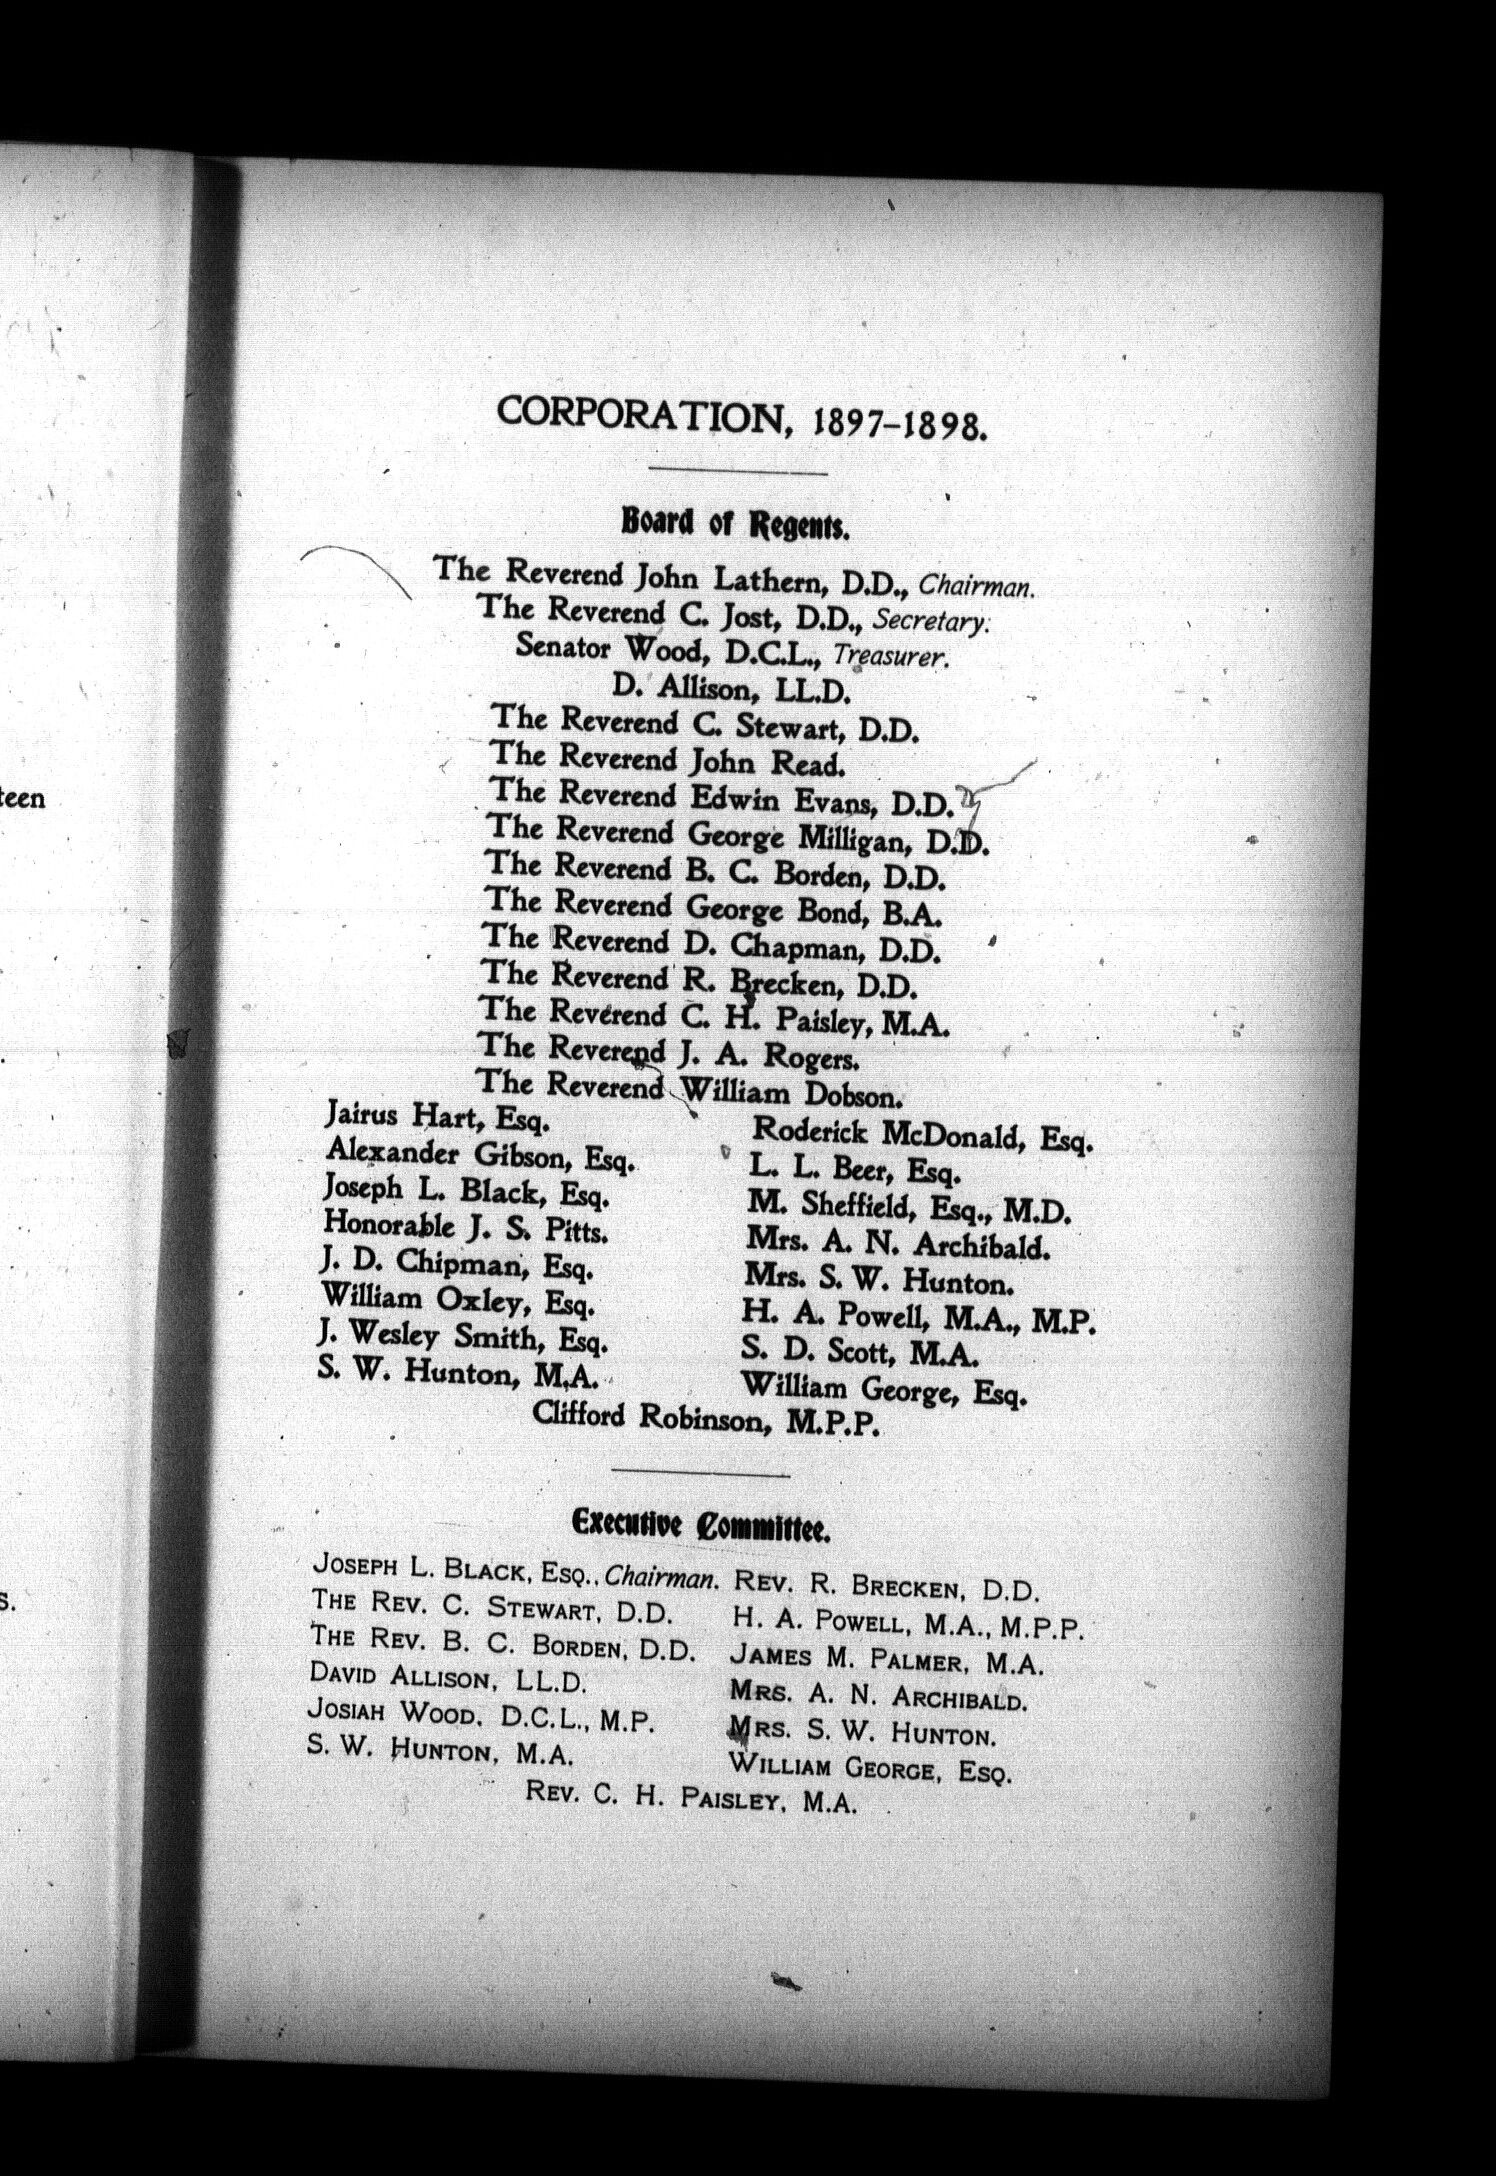 CORPORATION, 1897–1898.
Board of Regents.
The Reverend John Lathern, D.D., Chairman.
The Reverend C. Jost, D.D., Secretary.
Senator Wood, D.C.L., Treasurer.
D. Allison, LL.D.
The Reverend C. Stewart, D.D.
The Reverend John Read.
The Reverend Edwin Evans, D.D.
The Reverend George Milligan, D.D.
The Reverend B. C. Borden, D.D.
The Reverend George Bond, B.A.
The Reverend D. Chapman, D.D.
The Reverend R. Brecken, D.D.
The Reverend C. H. Paisley, M.A.
The Reverend J. A. Rogers.
The Reverend William Dobson.
Jairus Hart, Esq.
Alexander Gibson, Esq.
Joseph L. Black, Esq.
Honorable J. S. Pitts.
J. D. Chipman, Esq.
William Oxley, Esq.
J. Wesley Smith, Esq.
S. W. Hunton, M.A.
Roderick McDonald, Esq.
L. L. Beer, Esq.
M. Sheffield, Esq., M.D.
Mrs. A. N. Archibald.
Mrs. S. W. Hunton.
H. A. Powell, M.A., M.P.
S. D. Scott, M.A.
William George, Esq.
Clifford Robinson, M.P.P.
Executive Committee.
JOSEPH L. BLACK, ESQ., Chairman.
THE REV. C. STEWART, D.D.
THE REV. B. C. BORDEN, D.D.
DAVID ALLISON, LL.D.
JOSIAH WOOD, D.C.L., M.P.
S. W. HUNTON, M.A.
REV. R. BRECKEN, D.D.
H. A. POWELL, M.A., M.P.P.
JAMES M. PALMER, M.A.
MRS. A. N. ARCHIBALD.
MRS. S. W. HUNTON.
WILLIAM GEORGE, ESQ.
REV. C. H. PAISLEY, M.A.